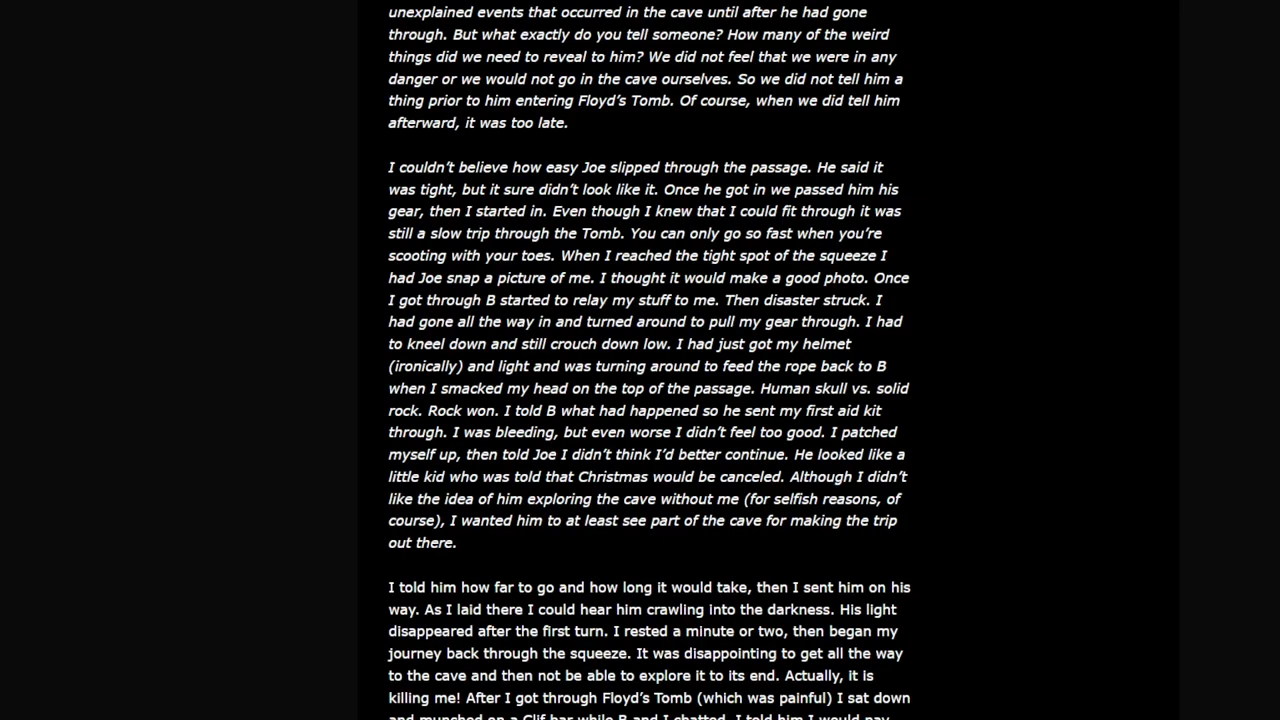 unexplained events that occurred in the cave until after he had gone
through. But what exactly do you tell someone? How many of the weird
things did we need to reveal to him? We did not feel that we were in any
danger or we would not go in the cave ourselves. So we did not tell him a
thing prior to him entering Floyd’s Tomb. Of course, when we did tell him
afterward, it was too late.
I couldn’t believe how easy Joe slipped through the passage. He said it
was tight, but it sure didn’t look like it. Once he got in we passed him his
gear, then I started in. Even though I knew that I could fit through it was
still a slow trip through the Tomb. You can only go so fast when you’re
scooting with your toes. When I reached the tight spot of the squeeze I
had Joe snap a picture of me. I thought it would make a good photo. Once
I got through B started to relay my stuff to me. Then disaster struck. I
had gone all the way in and turned around to pull my gear through. I had
to kneel down and still crouch down low. I had just got my helmet
(ironically) and light and was turning around to feed the rope back to B
when I smacked my head on the top of the passage. Human skull vs. solid
rock. Rock won. I told B what had happened so he sent my first aid kit
through. I was bleeding, but even worse I didn’t feel too good. I patched
myself up, then told Joe I didn’t think I’d better continue. He looked like a
little kid who was told that Christmas would be canceled. Although I didn’t
like the idea of him exploring the cave without me (for selfish reasons, of
course), I wanted him to at least see part of the cave for making the trip
out there.
I told him how far to go and how long it would take, then I sent him on his
way. As I laid there I could hear him crawling into the darkness. His light
disappeared after the first turn. I rested a minute or two, then began my
journey back through the squeeze. It was disappointing to get all the way
to the cave and then not be able to explore it to its end. Actually, it is
killing me! After I got through Floyd’s Tomb (which was painful) I sat down
and munched on a Clif bar while B and I chatted. I told him I would pay